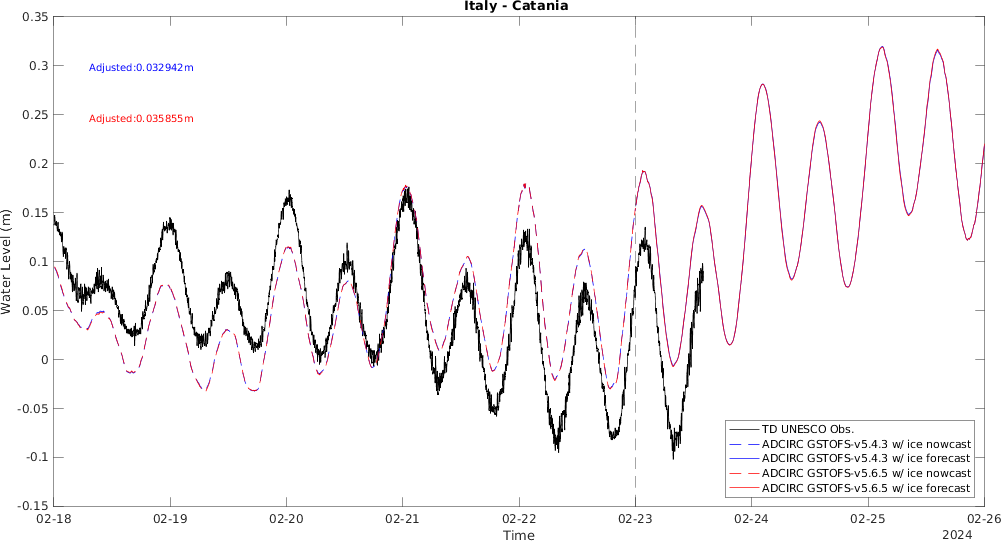 Italy - Catania
0.35
0.3
0.25
0.2
0.15
0.1
0.05
0
-0.05
-0.1
-0.15
Water Level (m)
Adjusted:0.032942m
Adjusted:0.035855m
TD UNESCO Obs.
ADCIRC GSTOFS-v5.4.3 w/ ice nowcast
ADCIRC GSTOFS-v5.4.3 w/ ice forecast
ADCIRC GSTOFS-v5.6.5 w/ ice nowcast
ADCIRC GSTOFS-v5.6.5 w/ ice forecast
02-18 02-19 02-20 02-21 02-22 02-23 02-24 02-25 02-26
Time
2024